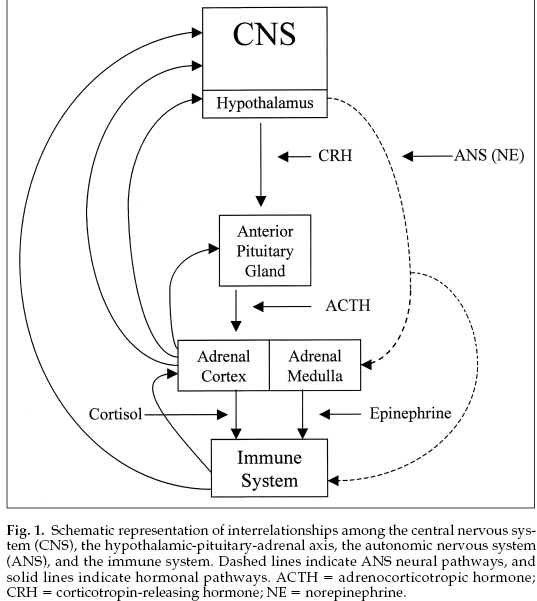 CNS
Hypothalamus
CRH
ANS (NE)
Anterior
Pituitary
Gland
ACTH
Adrenal
Cortex
Adrenal
Medulla
Cortisol
Epinephrine
Immune
System
Fig. 1. Schematic representation of interrelationships among the central nervous sys-
tem (CNS), the hypothalamic-pituitary-adrenal axis, the autonomic nervous system
(ANS), and the immune system. Dashed lines indicate ANS neural pathways, and
solid lines indicate hormonal pathways. ACTH = adrenocorticotropic hormone;
CRH = corticotropin-releasing hormone; NE = norepinephrine.